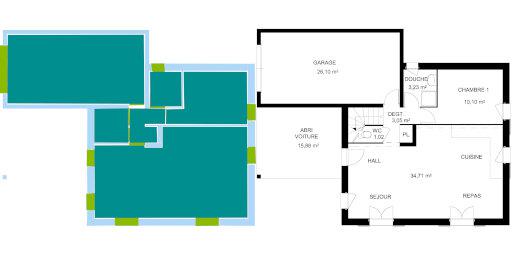 GARAGE
26,10 m²
DOUCHE
3,23 m²
CHAMBRE 1
10,10 m²
DEGT
3,05 m²
ABRI
VOITURE
15,88 m²
WC
1,02
PL
HALL
CUISINE
34,71 m²
SEJOUR
REPAS